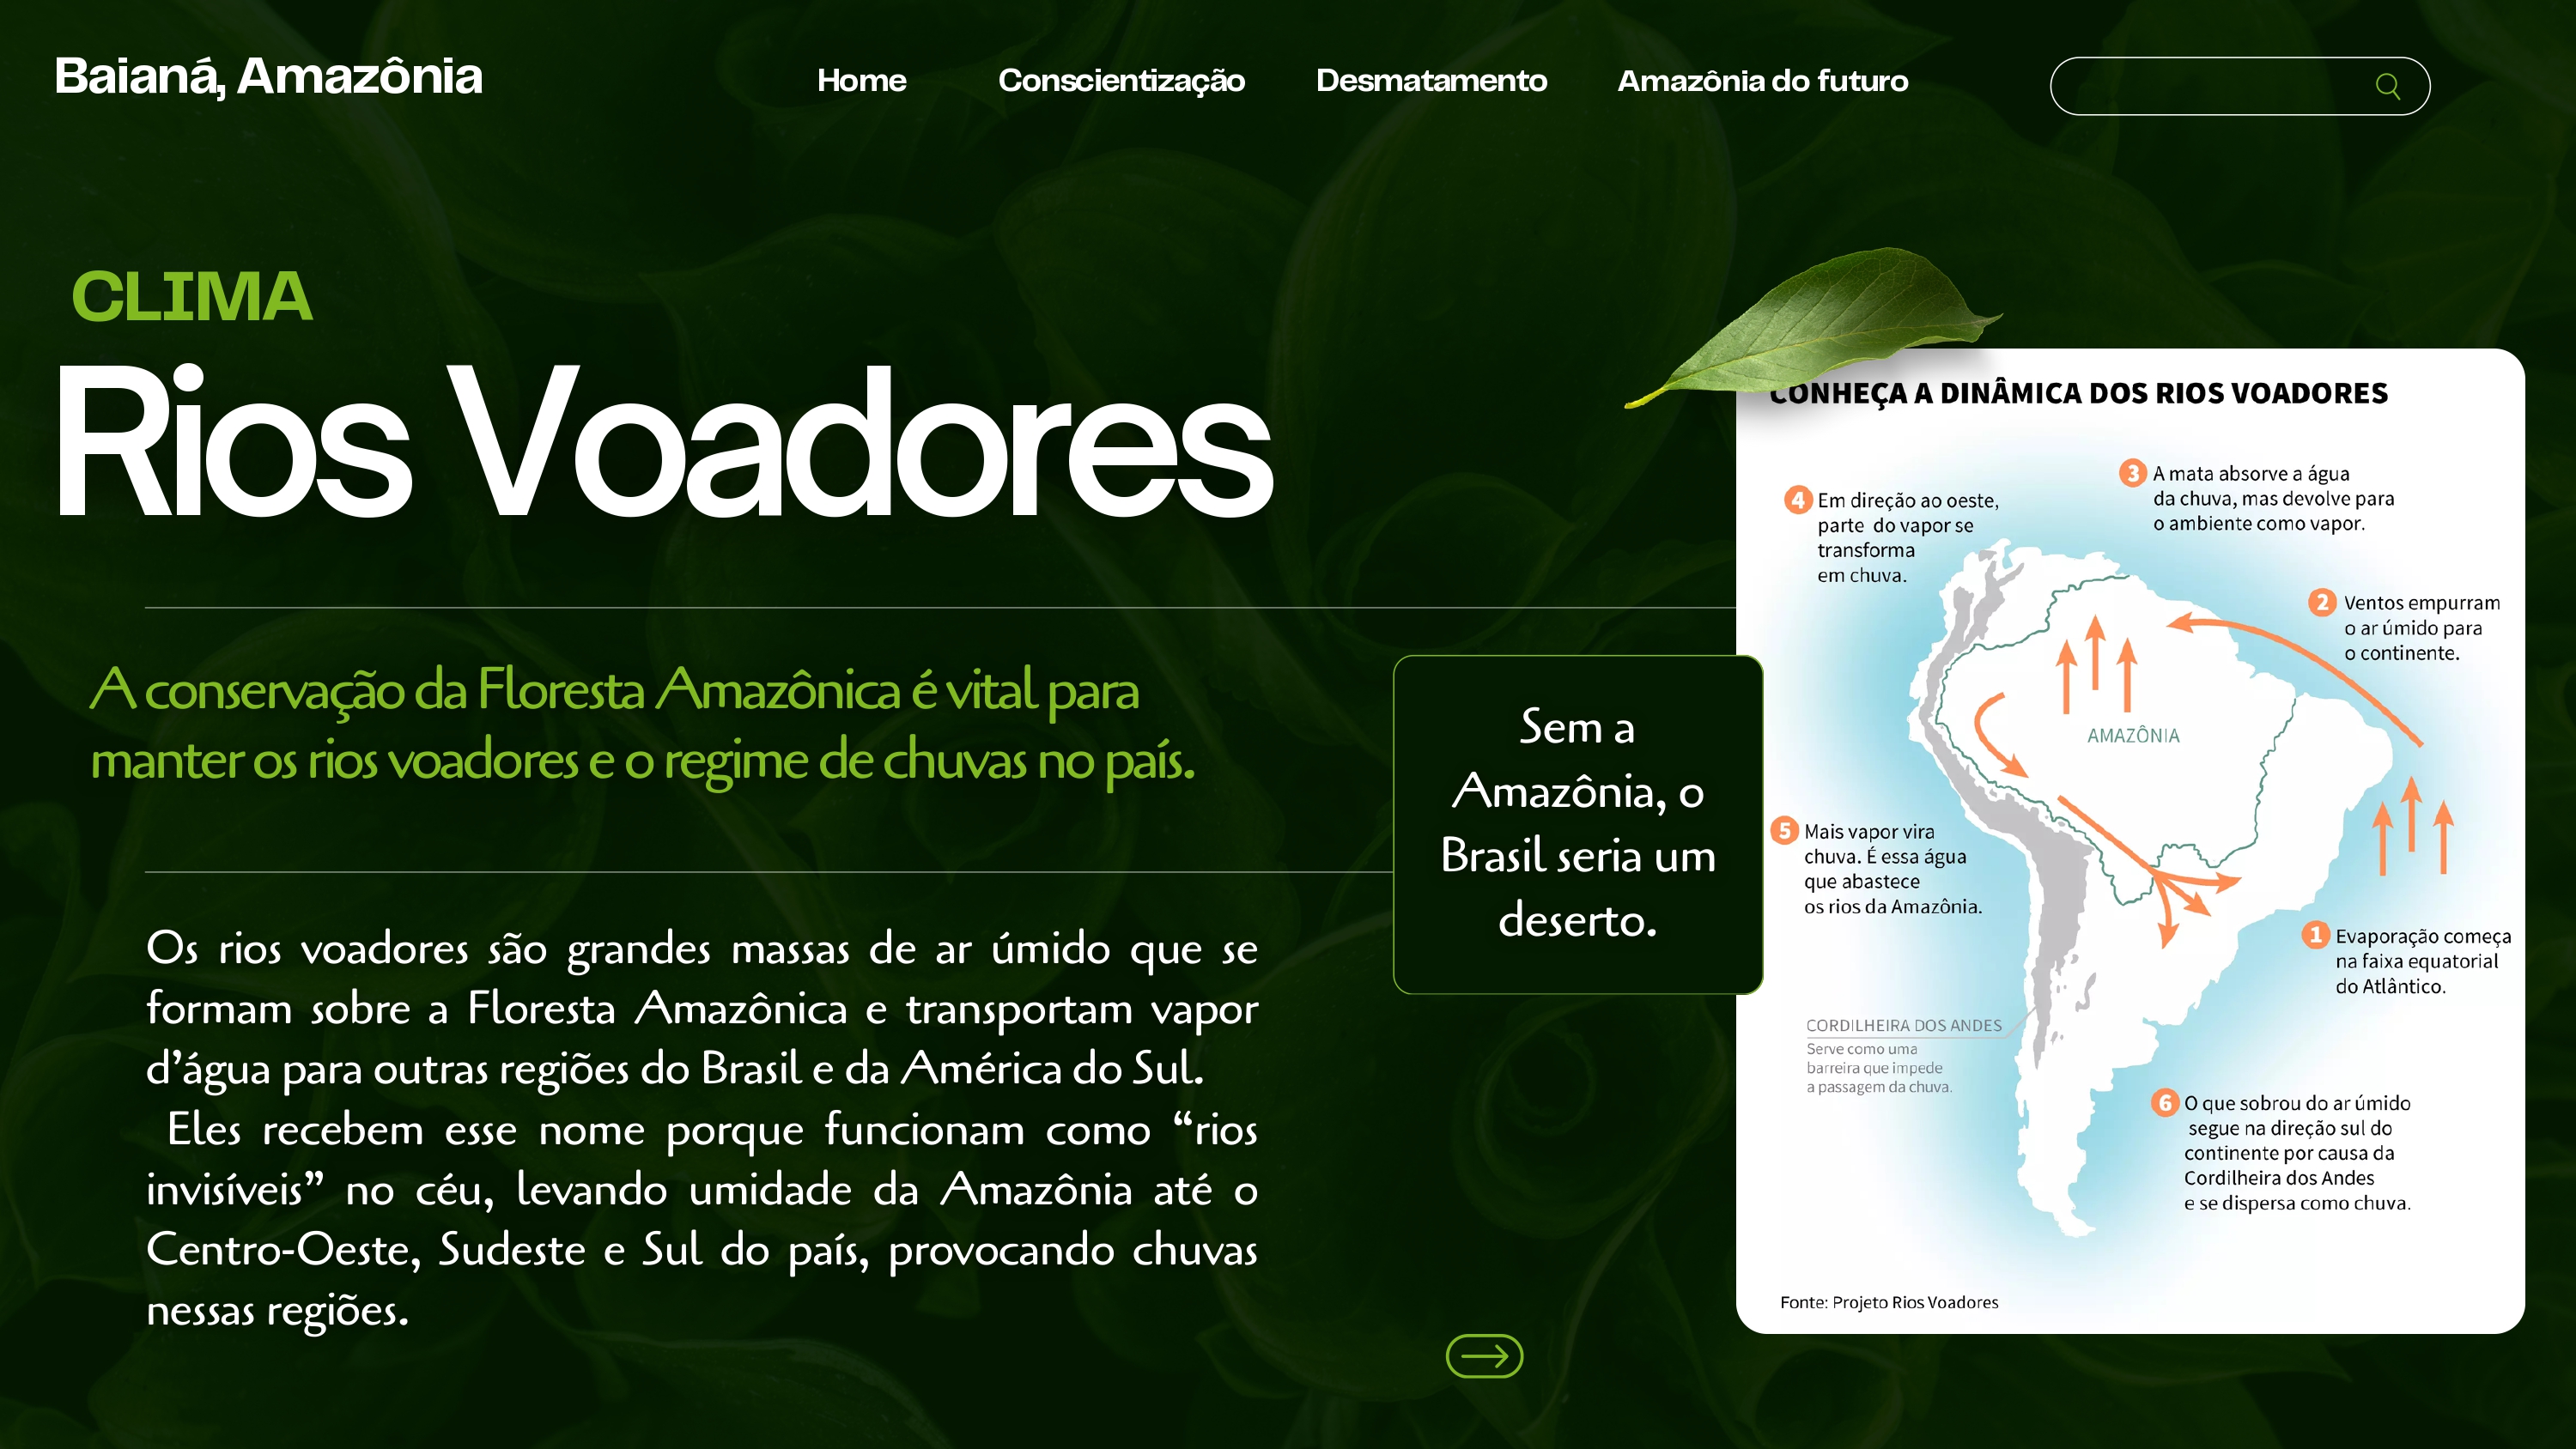 Baianá, Amazônia
Home
Conscientização
Desmatamento
Amazônia do futuro
CLIMA
Rios Voadores
A conservação da Floresta Amazônica é vital para
manter os rios voadores e o regime de chuvas no país.
Os rios voadores são grandes massas de ar úmido que se
formam sobre a Floresta Amazônica e transportam vapor
d’água para outras regiões do Brasil e da América do Sul.
Eles recebem esse nome porque funcionam como “rios
invisíveis” no céu, levando umidade da Amazônia até o
Centro-Oeste, Sudeste e Sul do país, provocando chuvas
nessas regiões.
Sem a
Amazônia, o
Brasil seria um
deserto.
CONHEÇA A DINÂMICA DOS RIOS VOADORES
4 Em direção ao oeste,
parte do vapor se
transforma
em chuva.
3 A mata absorve a água
da chuva, mas devolve para
o ambiente como vapor.
2 Ventos empurram
o ar úmido para
o continente.
AMAZÔNIA
5 Mais vapor vira
chuva. É essa água
que abastece
os rios da Amazônia.
1 Evaporação começa
na faixa equatorial
do Atlântico.
CORDILHEIRA DOS ANDES
Serve como uma
barreira que impede
a passagem da chuva.
6 O que sobrou do ar úmido
segue na direção sul do
continente por causa da
Cordilheira dos Andes
e se dispersa como chuva.
Fonte: Projeto Rios Voadores